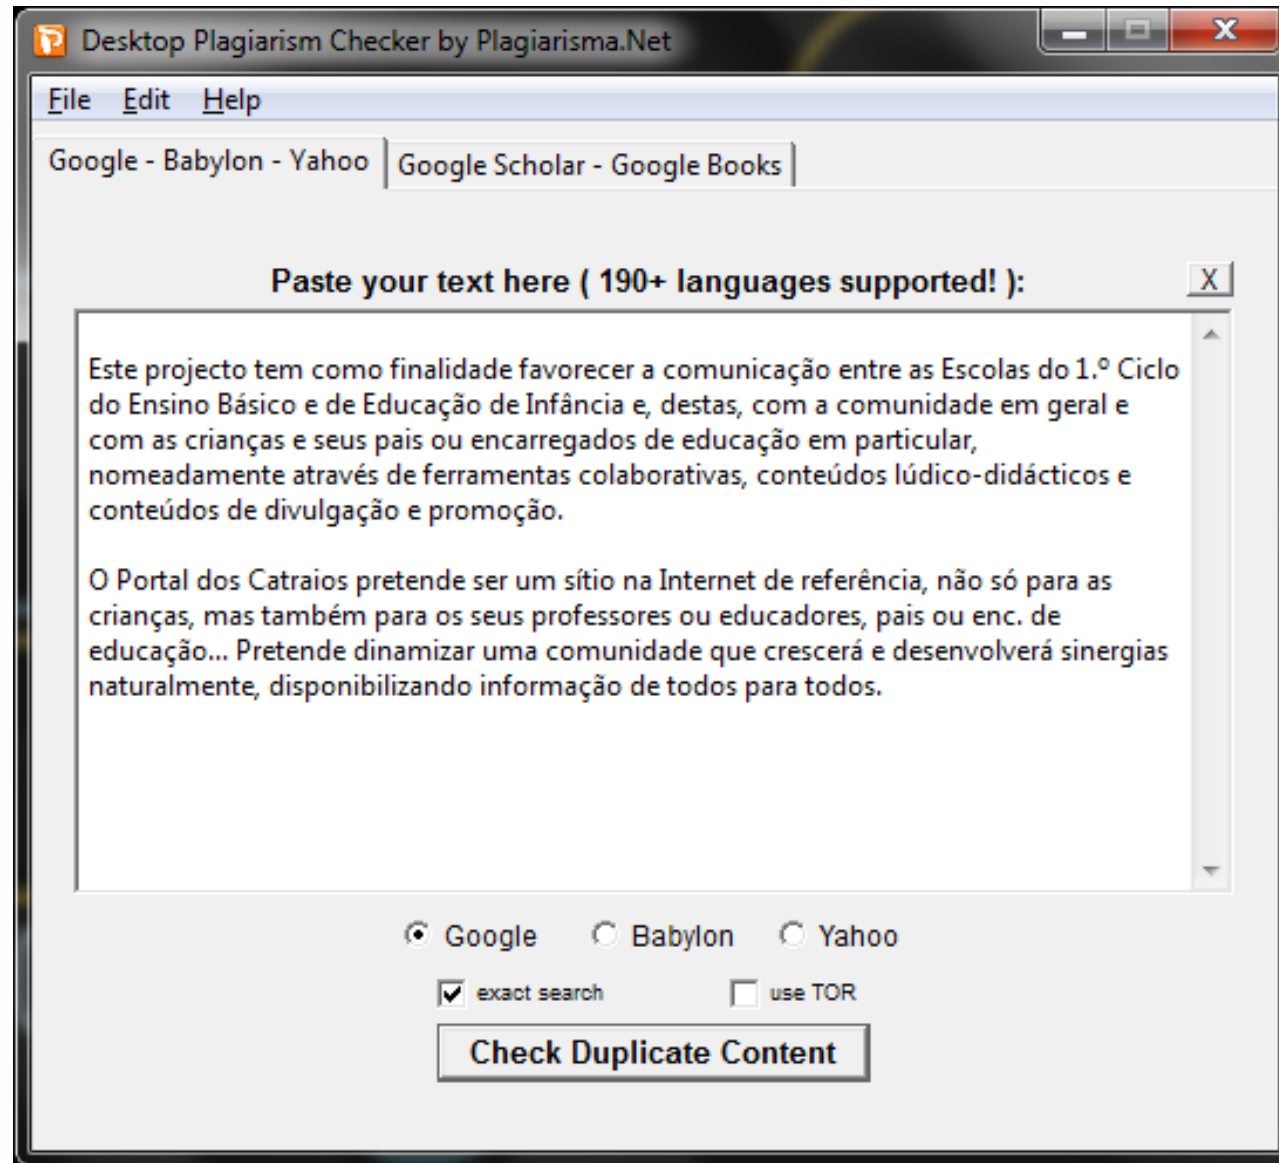 Desktop Plagiarism Checker by Plagiarisma.Net
File Edit Help
Google - Babylon - Yahoo Google Scholar - Google Books
Paste your text here ( 190+ languages supported! ): X
Este projecto tem como finalidade favorecer a comunicação entre as Escolas do 1.º Ciclo
do Ensino Básico e de Educação de Infância e, destas, com a comunidade em geral e
com as crianças e seus pais ou encarregados de educação em particular,
nomeadamente através de ferramentas colaborativas, conteúdos lúdico-didácticos e
conteúdos de divulgação e promoção.
O Portal dos Catraios pretende ser um sítio na Internet de referência, não só para as
crianças, mas também para os seus professores ou educadores, pais ou enc. de
educação... Pretende dinamizar uma comunidade que crescerá e desenvolverá sinergias
naturalmente, disponibilizando informação de todos para todos.
Google Babylon Yahoo
exact search use TOR
Check Duplicate Content